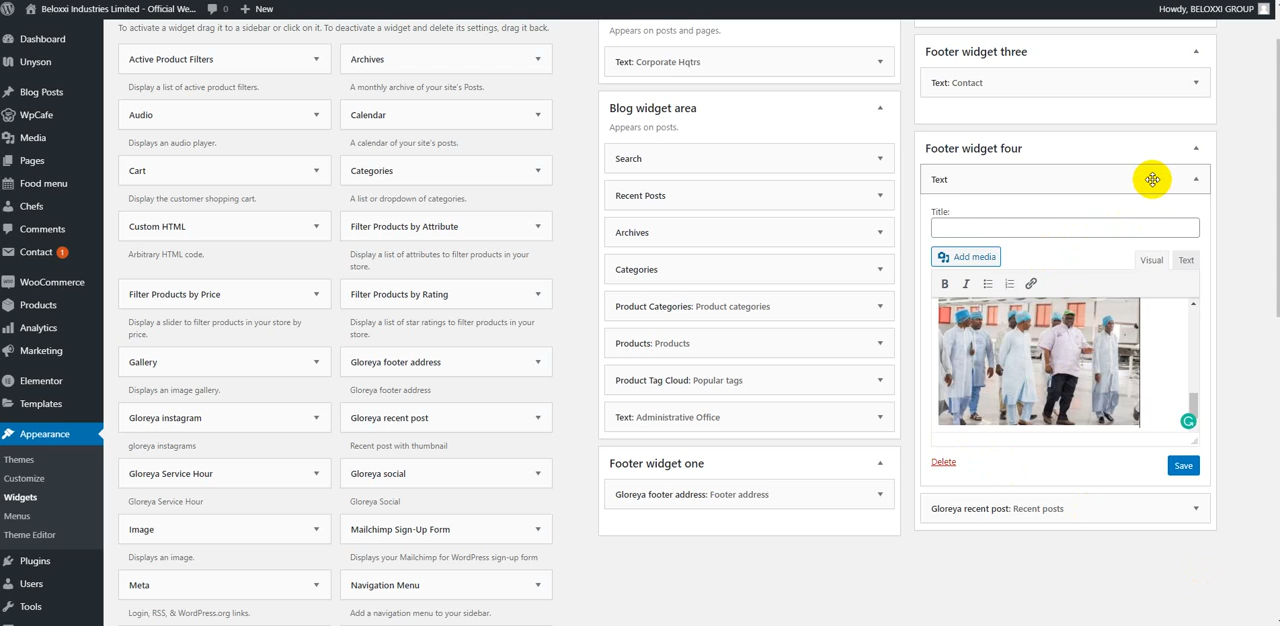 Beloxxi Industries Limited - Official We...
0
New
Howdy, BELOXXI GROUP
Dashboard
Unyson
Blog Posts
WpCafe
Media
Pages
Food menu
Chefs
Comments
Contact 1
WooCommerce
Products
Analytics
Marketing
Elementor
Templates
Appearance
Themes
Customize
Widgets
Menus
Theme Editor
Plugins
Users
Tools
To activate a widget drag it to a sidebar or click on it. To deactivate a widget and delete its settings, drag it back.
Active Product Filters
Display a list of active product filters.
Archives
A monthly archive of your site's Posts.
Audio
Displays an audio player.
Calendar
A calendar of your site's posts.
Cart
Display the customer shopping cart.
Categories
A list or dropdown of categories.
Custom HTML
Arbitrary HTML code.
Filter Products by Attribute
Display a list of attributes to filter products in your
store.
Filter Products by Price
Display a slider to filter products in your store by
price.
Filter Products by Rating
Display a list of star ratings to filter products in your
store.
Gallery
Displays an image gallery.
Gloreya footer address
Gloreya footer address
Gloreya instagram
gloreya instagrams
Gloreya recent post
Recent post with thumbnail
Gloreya Service Hour
Gloreya Service Hour
Gloreya social
Gloreya Social
Image
Displays an image.
Mailchimp Sign-Up Form
Displays your Mailchimp for WordPress sign-up form
Meta
Login, RSS, & WordPress.org links.
Navigation Menu
Add a navigation menu to your sidebar.
Appears on posts and pages.
Text: Corporate Hqtrs
Blog widget area
Appears on posts.
Search
Recent Posts
Archives
Categories
Product Categories: Product categories
Products: Products
Product Tag Cloud: Popular tags
Text: Administrative Office
Footer widget one
Gloreya footer address: Footer address
Footer widget three
Text: Contact
Footer widget four
Text
Title:
Add media
Visual
Text
B I
Delete
Save
Gloreya recent post: Recent posts